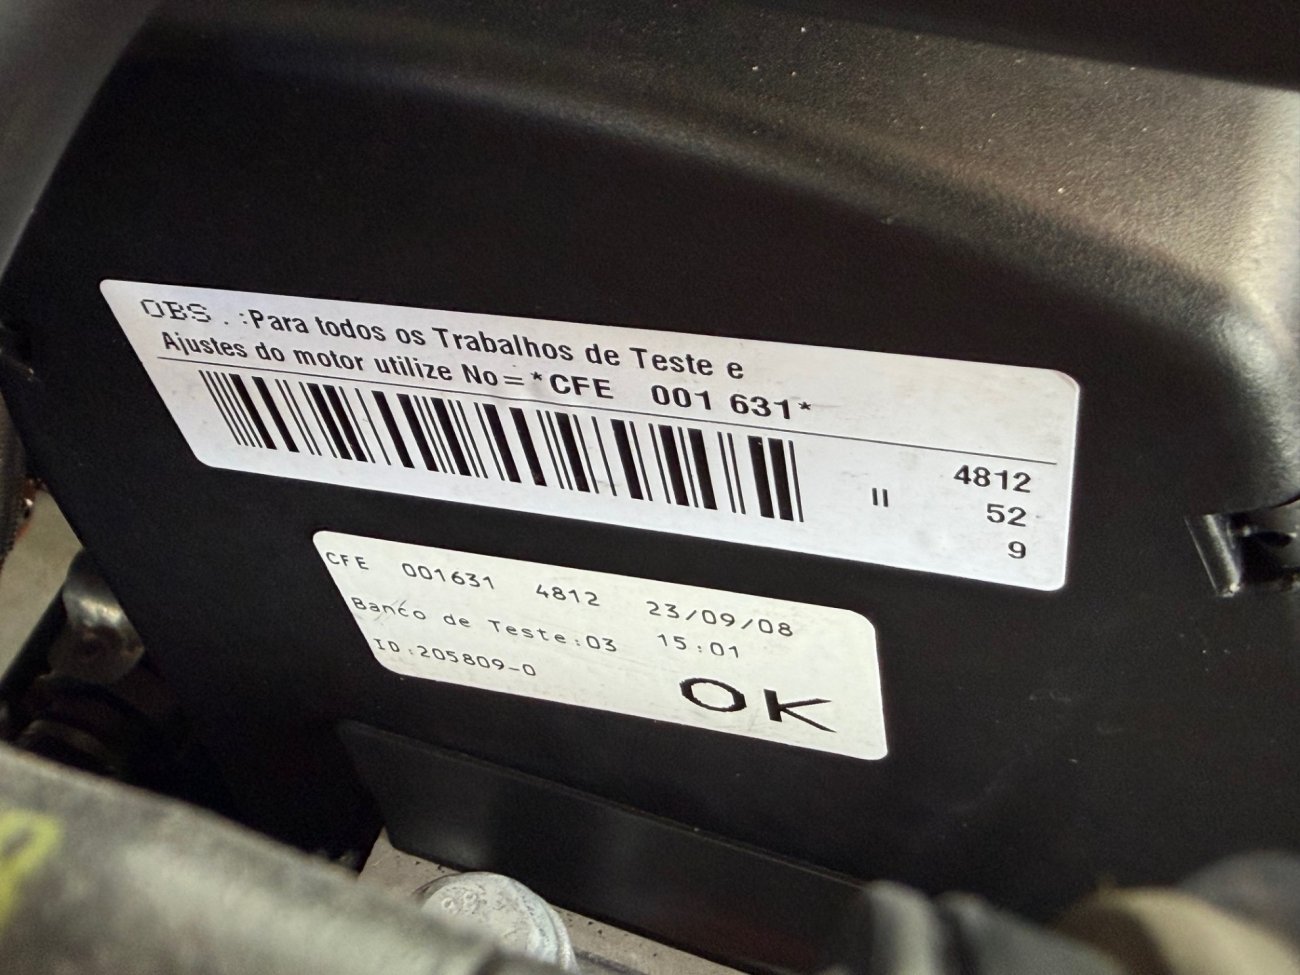 OBS . :Para todos os Trabalhos de Teste e
Ajustes do motor utilize No=*CFE 001 631*
II 4812
52
9
CFE 001631 4812 23/09/08
Banco de Teste:03 15:01
ID:205809-0
OK